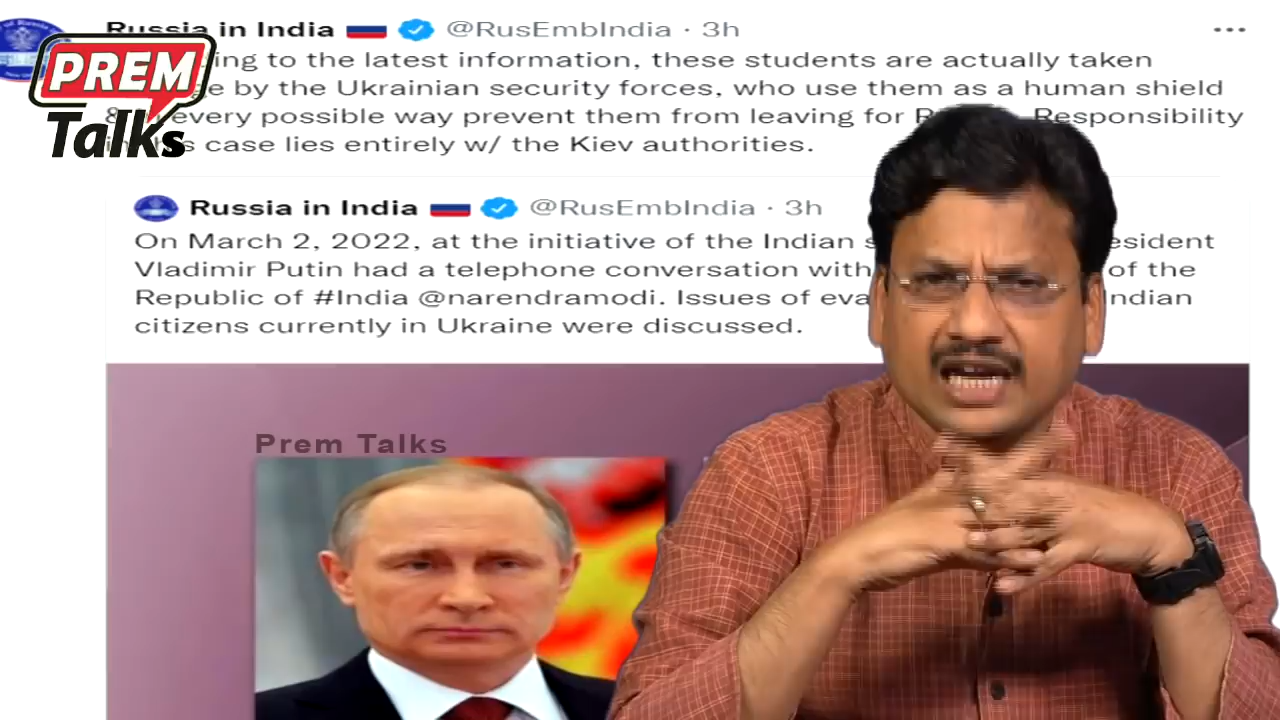 Russia in India @RusEmbIndia · 3h
PREM
Talks
to the latest information, these students are actually taken
by the Ukrainian security forces, who use them as a human shield
every possible way prevent them from leaving for Responsibility
case lies entirely w/ the Kiev authorities.
Russia in India @RusEmbIndia · 3h
On March 2, 2022, at the initiative of the Indian
Vladimir Putin had a telephone conversation with of the
Republic of #India @narendramodi. Issues of
citizens currently in Ukraine were discussed.
Prem Talks